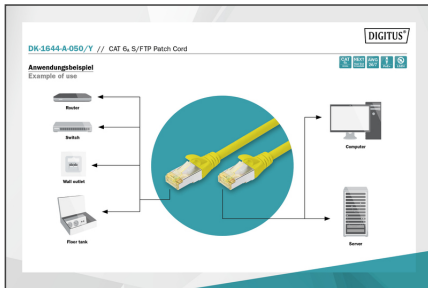 DIGITUS®
DK-1644-A-050/Y // CAT 6A S/FTP Patch Cord
Anwendungsbeispiel
Example of use
Router
Switch
Wall outlet
Floor tank
Computer
Server